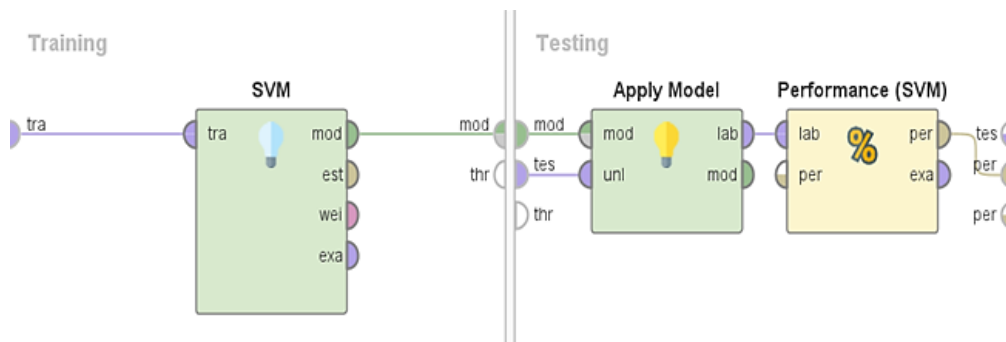 Training
SVM
tra
tra
mod
est
wei
exa
mod
thr
Testing
Apply Model
Performance (SVM)
mod
tes
thr
mod
unl
lab
mod
lab
per
%
per
exa
tes
per
per